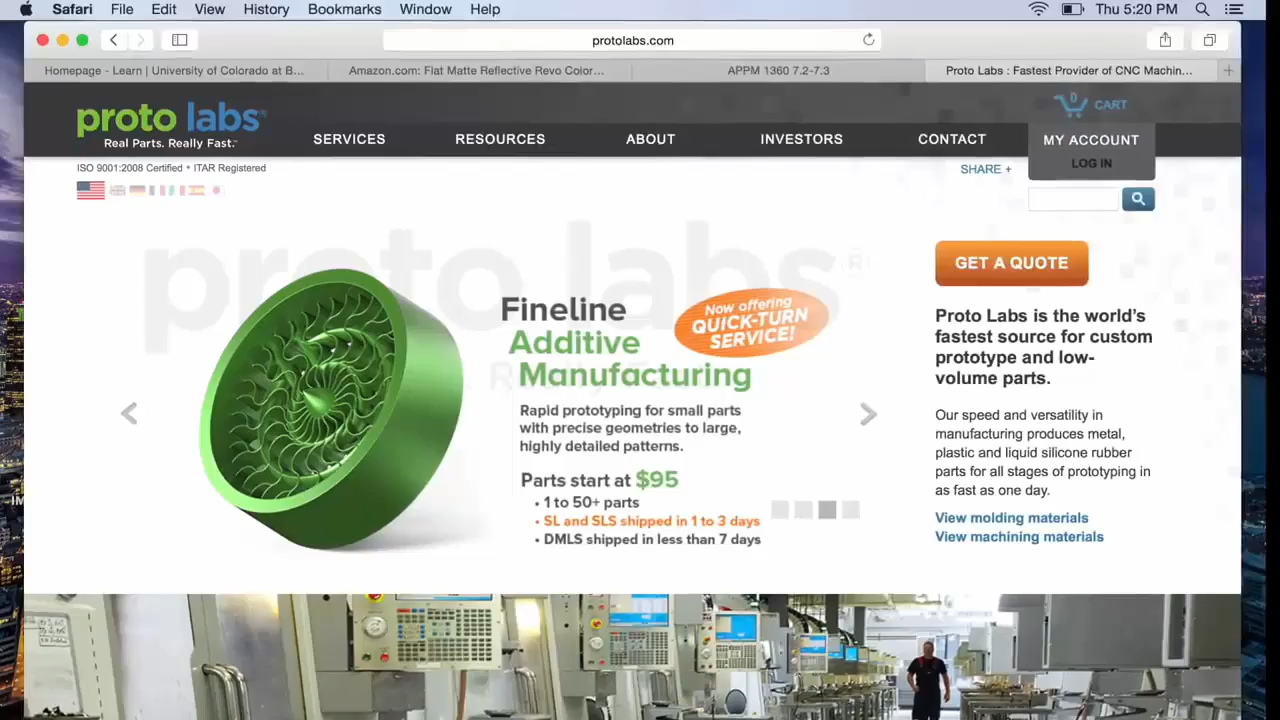 Safari File Edit View History Bookmarks Window Help Thu 5:20 PM
protolabs.com
Homepage - Learn | University of Colorado at B...
Amazon.com: Flat Matte Reflective Revo Color...
APPM 1360 7.2-7.3
Proto Labs : Fastest Provider of CNC Machin...
0 CART
proto labs®
Real Parts. Really Fast.™
SERVICES RESOURCES ABOUT INVESTORS CONTACT MY ACCOUNT
LOG IN
ISO 9001:2008 Certified • ITAR Registered
SHARE +
proto labs®
Fineline
Additive
Manufacturing
Now offering
QUICK-TURN
SERVICE!
Rapid prototyping for small parts
with precise geometries to large,
highly detailed patterns.
Parts start at $95
• 1 to 50+ parts
• SL and SLS shipped in 1 to 3 days
• DMLS shipped in less than 7 days
GET A QUOTE
Proto Labs is the world's
fastest source for custom
prototype and low-
volume parts.
Our speed and versatility in
manufacturing produces metal,
plastic and liquid silicone rubber
parts for all stages of prototyping in
as fast as one day.
View molding materials
View machining materials